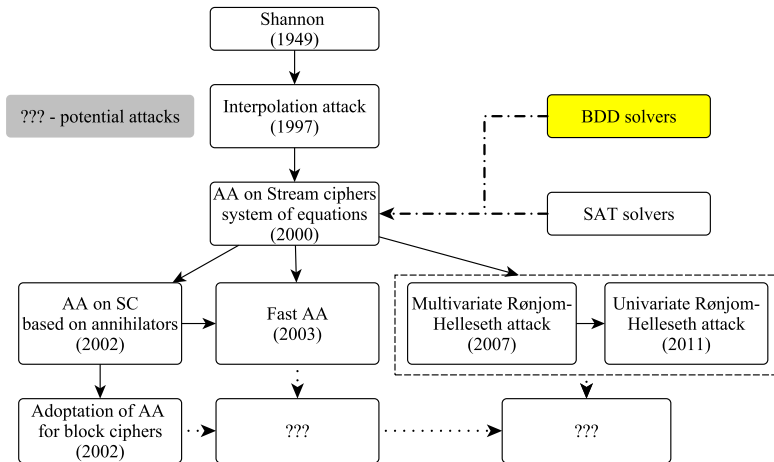 Shannon
(1949)
??? - potential attacks
Interpolation attack
(1997)
BDD solvers
AA on Stream ciphers
system of equations
(2000)
SAT solvers
AA on SC
based on annihilators
(2002)
Fast AA
(2003)
Multivariate Rønjom-
Helleseth attack
(2007)
Univariate Rønjom-
Helleseth attack
(2011)
Adoptation of AA
for block ciphers
(2002)
???
???